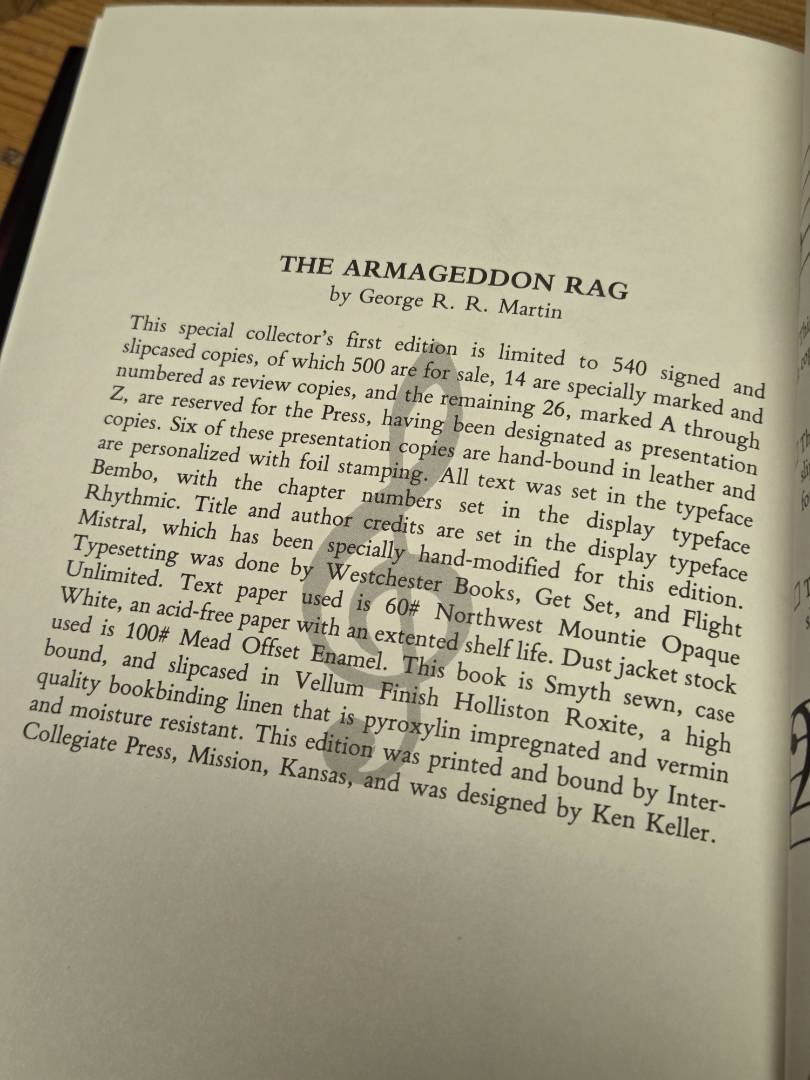 THE ARMAGEDDON RAG
by George R. R. Martin
This special collector's first edition is limited to 540 signed and
slipcased copies, of which 500 are for sale, 14 are specially marked and
numbered as review copies, and the remaining 26, marked A through
Z, are reserved for the Press, having been designated as presentation
copies. Six of these presentation copies are hand-bound in leather and
are personalized with foil stamping. All text was set in the typeface
Bembo, with the chapter numbers set in the display typeface
Rhythmic. Title and author credits are set in the display typeface
Mistral, which has been specially hand-modified for this edition.
Typesetting was done by Westchester Books, Get Set, and Flight
Unlimited. Text paper used is 60# Northwest Mountie Opaque
White, an acid-free paper with an extented shelf life. Dust jacket stock
used is 100# Mead Offset Enamel. This book is Smyth sewn, case
bound, and slipcased in Vellum Finish Holliston Roxite, a high
quality bookbinding linen that is pyroxylin impregnated and vermin
and moisture resistant. This edition was printed and bound by Inter-
Collegiate Press, Mission, Kansas, and was designed by Ken Keller.